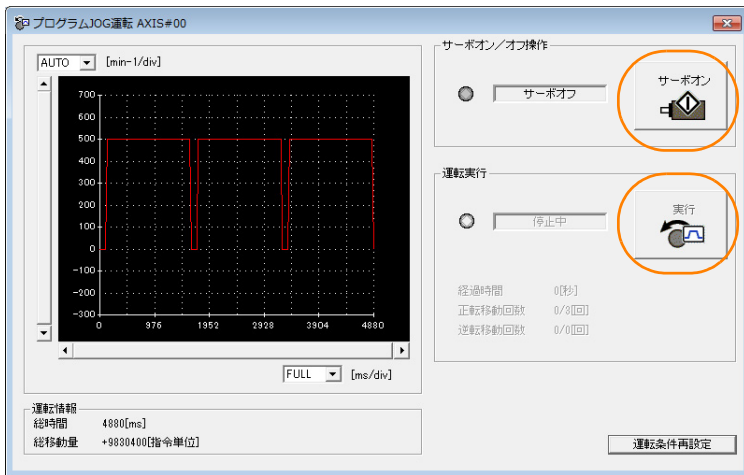 プログラムJOG運転 AXIS#00
AUTO [min-1/div]
700
600
500
400
300
200
100
0
-100
-200
-300
0 976 1952 2928 3904 4880
FULL [ms/div]
運転情報
総時間 4880[ms]
総移動量 +9830400[指令単位]
サーボオン／オフ操作
サーボオフ
サーボオン
運転実行
停止中
実行
経過時間 0[秒]
正転移動回数 0/3[回]
逆転移動回数 0/0[回]
運転条件再設定